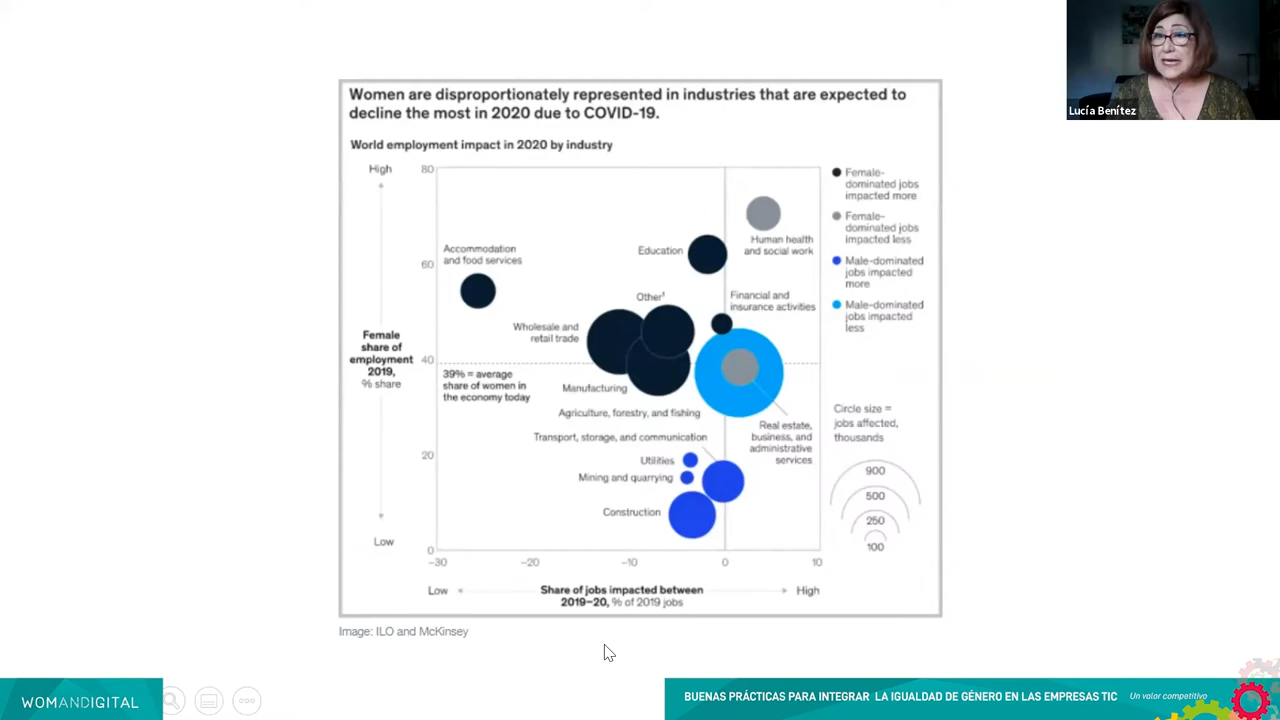 Lucía Benítez
Women are disproportionately represented in industries that are expected to
decline the most in 2020 due to COVID-19.
World employment impact in 2020 by industry
High
Female
share of
employment
2019,
% share
Low
80
60
40
20
0
-30
-20
-10
0
10
Accommodation
and food services
Education
Human health
and social work
Other¹
Financial and
insurance activities
Wholesale and
retail trade
39% = average
share of women in
the economy today
Manufacturing
Agriculture, forestry, and fishing
Transport, storage, and communication
Real estate,
business, and
administrative
services
Utilities
Mining and quarrying
Construction
Low
Share of jobs impacted between
2019–20, % of 2019 jobs
High
Female-
dominated jobs
impacted more
Female-
dominated jobs
impacted less
Male-dominated
jobs impacted
more
Male-dominated
jobs impacted
less
Circle size =
jobs affected,
thousands
900
500
250
100
Image: ILO and McKinsey
WOMANDIGITAL
BUENAS PRÁCTICAS PARA INTEGRAR LA IGUALDAD DE GÉNERO EN LAS EMPRESAS TIC
Un valor competitivo